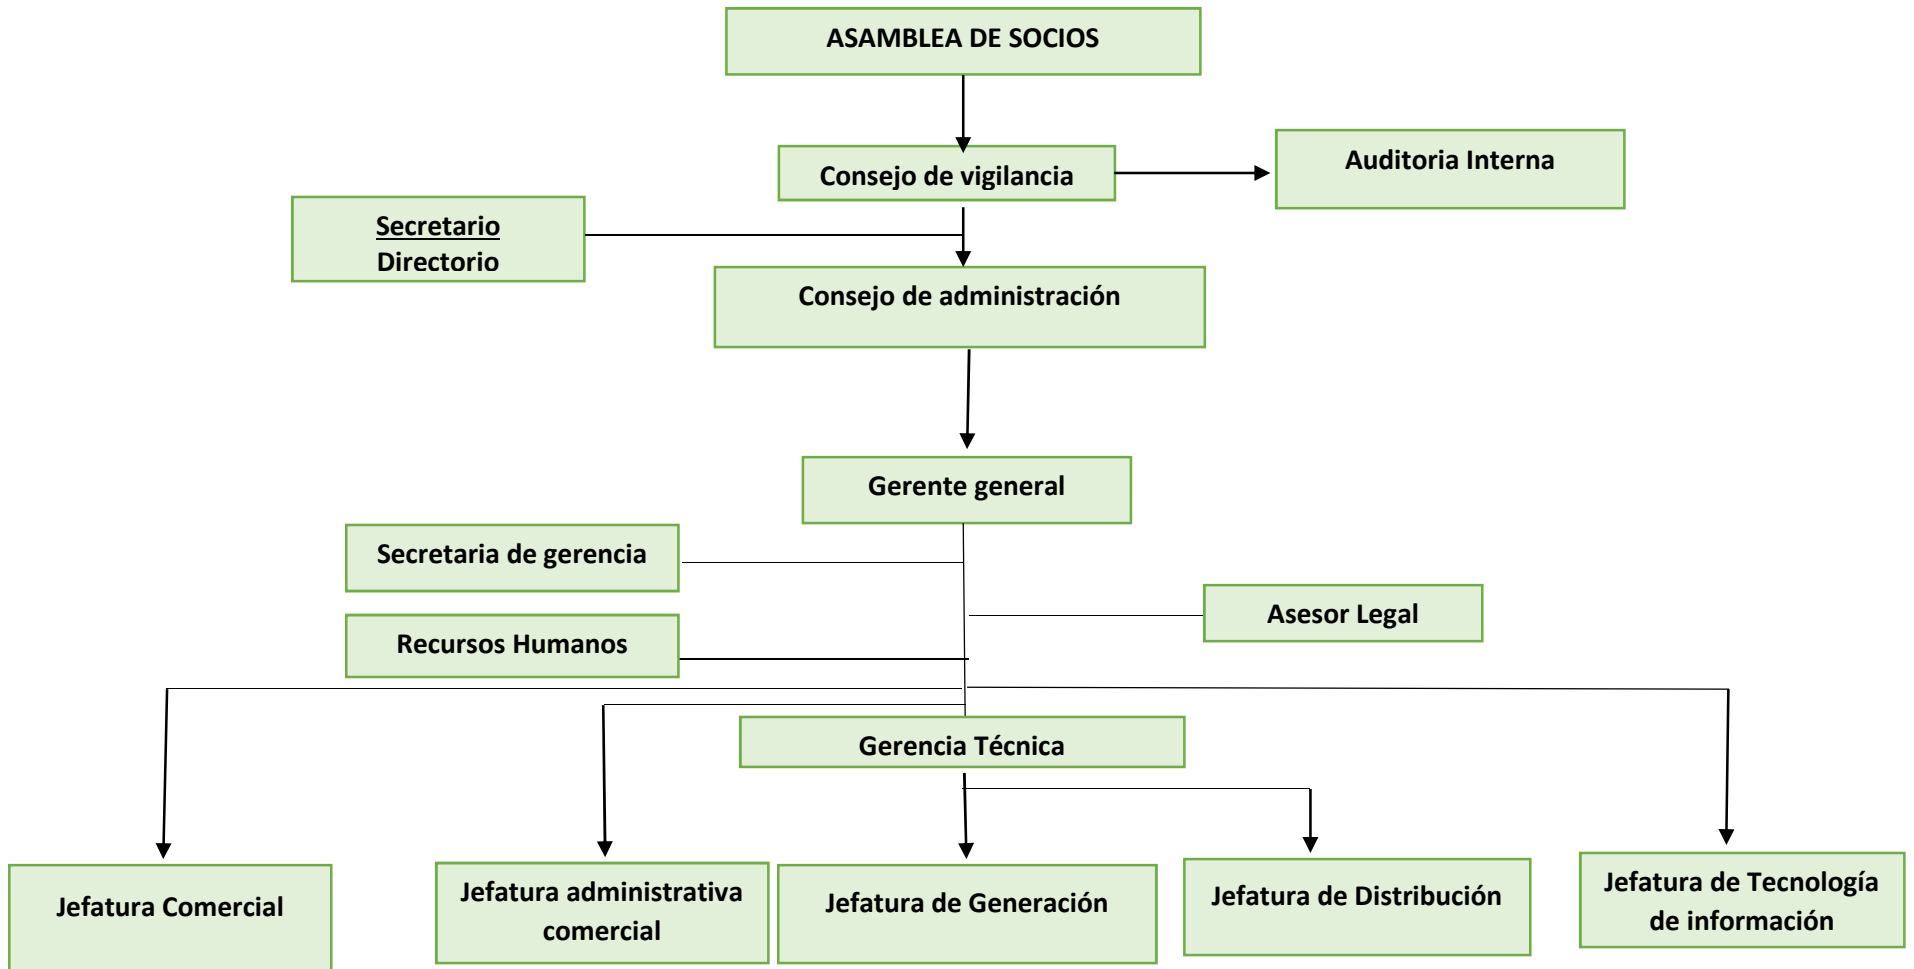 ASAMBLEA DE SOCIOS
Consejo de vigilancia
Auditoria Interna
Secretario
Directorio
Consejo de administración
Gerente general
Secretaria de gerencia
Asesor Legal
Recursos Humanos
Gerencia Técnica
Jefatura Comercial
Jefatura administrativa
comercial
Jefatura de Generación
Jefatura de Distribución
Jefatura de Tecnología
de información